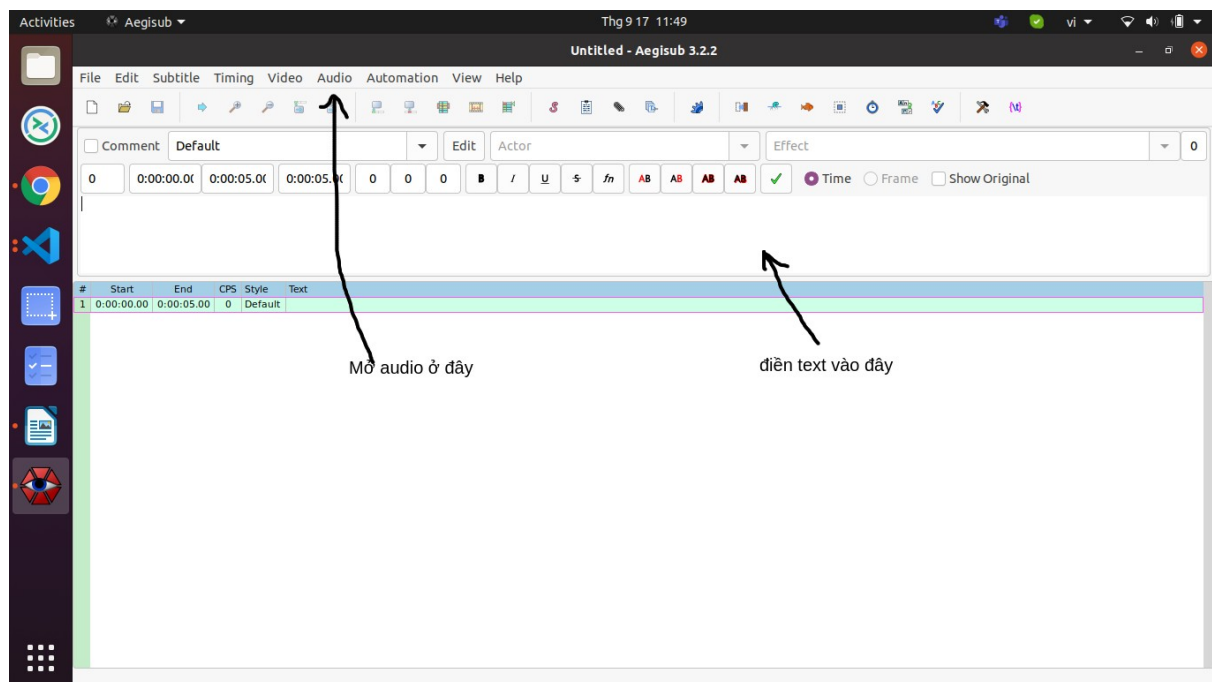 Activities Aegisub Thg 9 17 11:49 vi
Untitled - Aegisub 3.2.2
File Edit Subtitle Timing Video Audio Automation View Help
Comment Default Edit Actor Effect 0
0 0:00:00.0 0:00:05.0 0:00:05.0 0 0 0 B I U S fn AB AB AB AB Time Frame Show Original
# Start End CPS Style Text
1 0:00:00.00 0:00:05.00 0 Default
Mở audio ở đây
điền text vào đây